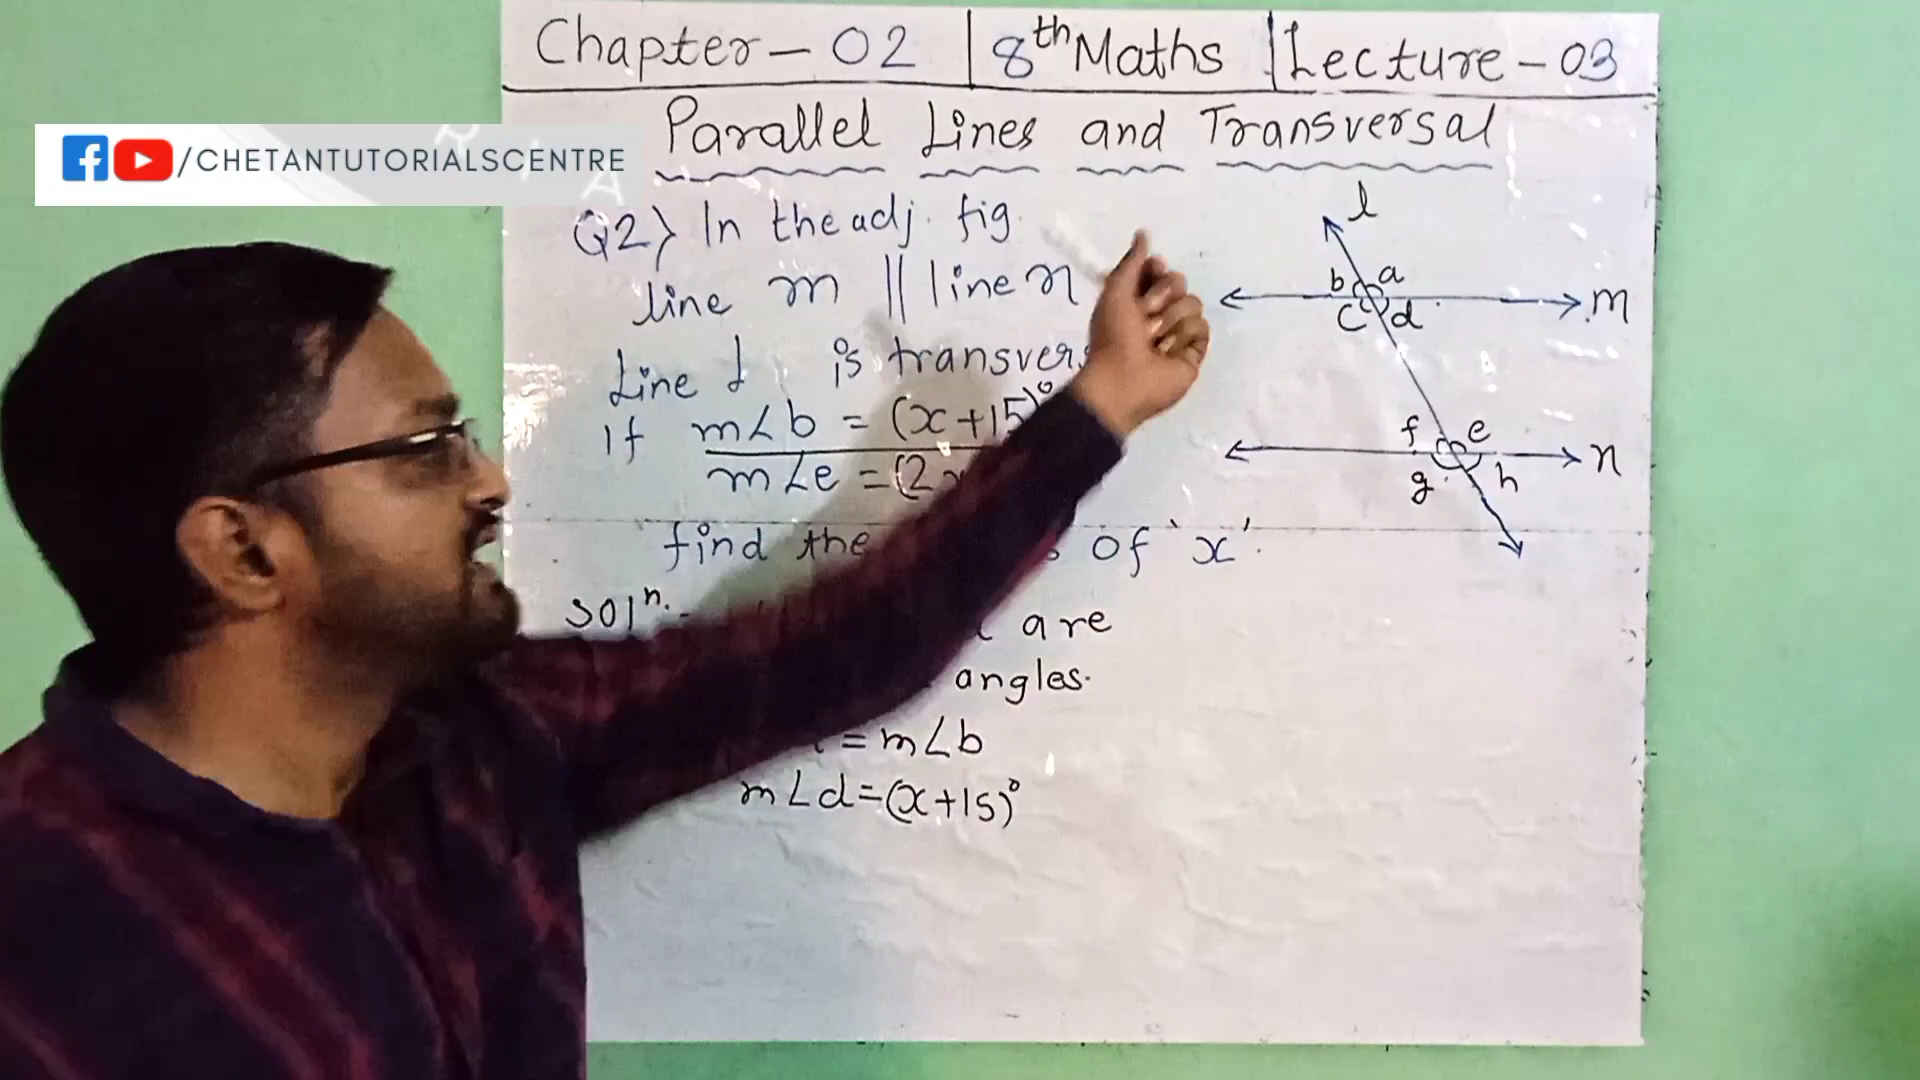 Chapter - 02 | 8th Maths | Lecture - 03
Parallel Lines and Transversal
/CHETANTUTORIALSCENTRE
Q2) In the adj. fig.
line m || line n
Line l is
If m∠b = (x+15)°
m∠e = (2
find the of 'x'.
Solⁿ. are
angles.
= m∠b
m∠d = (x+15)°
l
b a
m
c d
f e
n
g h